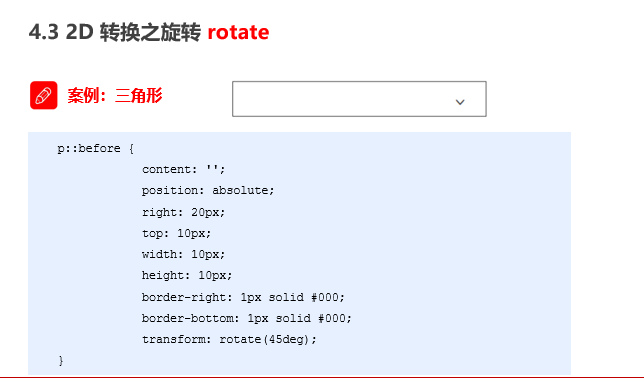 4.3 2D 转换之旋转 rotate
案例：三角形
p::before {
content: '';
position: absolute;
right: 20px;
top: 10px;
width: 10px;
height: 10px;
border-right: 1px solid #000;
border-bottom: 1px solid #000;
transform: rotate(45deg);
}